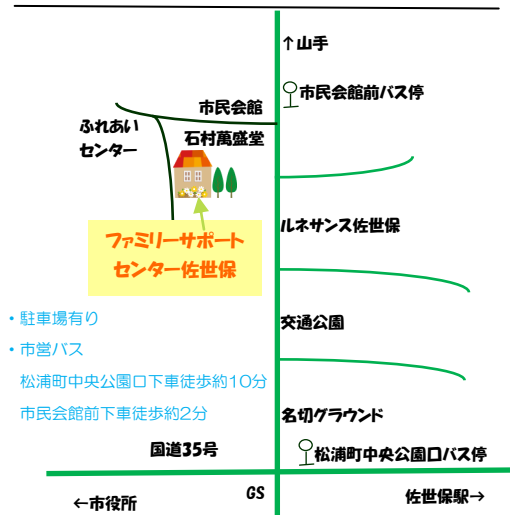 ↑山手
市民会館前バス停
市民会館
ふれあい
センター
石村萬盛堂
ルネサンス佐世保
ファミリーサポート
センター佐世保
・駐車場有り
・市営バス
松浦町中央公園口下車徒歩約10分
市民会館前下車徒歩約2分
交通公園
名切グラウンド
国道35号
松浦町中央公園口バス停
←市役所
GS
佐世保駅→